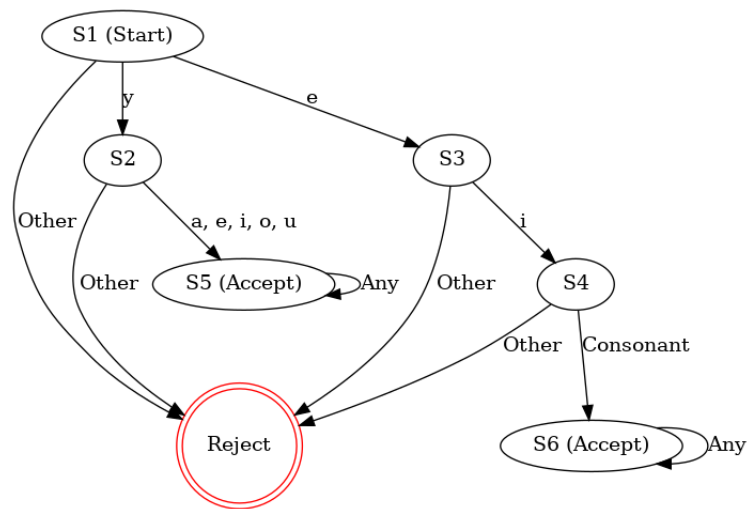 S1 (Start)
y
e
S2
S3
Other
a, e, i, o, u
i
Other
S5 (Accept)
Any
Other
S4
Other
Consonant
Reject
S6 (Accept)
Any